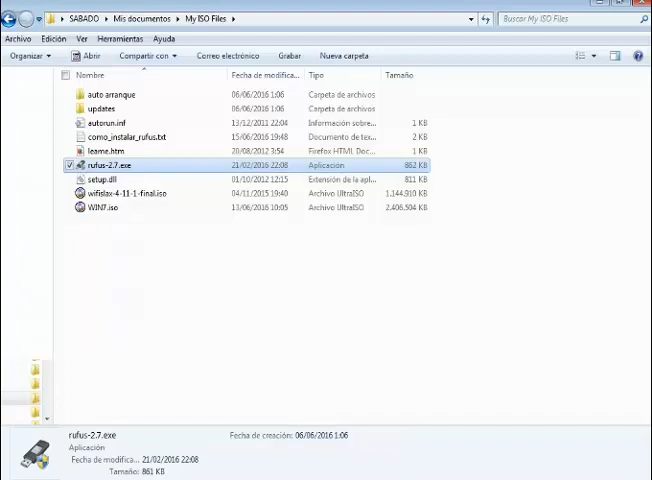 SABADO ▸ Mis documentos ▸ My ISO Files ▸
Buscar My ISO Files
Archivo Edición Ver Herramientas Ayuda
Organizar Abrir Compartir con Correo electrónico Grabar Nueva carpeta
Nombre Fecha de modifica... Tipo Tamaño
auto arranque 06/06/2016 1:06 Carpeta de archivos
updates 06/06/2016 1:06 Carpeta de archivos
autorun.inf 13/12/2011 22:04 Información sobre... 1 KB
como_instalar_rufus.txt 15/06/2016 19:48 Documento de tex... 2 KB
leame.htm 20/08/2012 3:54 Firefox HTML Doc... 1 KB
rufus-2.7.exe 21/02/2016 22:08 Aplicación 862 KB
setup.dll 01/10/2012 12:15 Extensión de la apl... 811 KB
wifislax-4-11-1-final.iso 04/11/2015 19:40 Archivo UltraISO 1.144.910 KB
WIN7.iso 13/06/2016 10:05 Archivo UltraISO 2.406.504 KB
rufus-2.7.exe Fecha de creación: 06/06/2016 1:06
Aplicación
Fecha de modifica... 21/02/2016 22:08
Tamaño: 861 KB